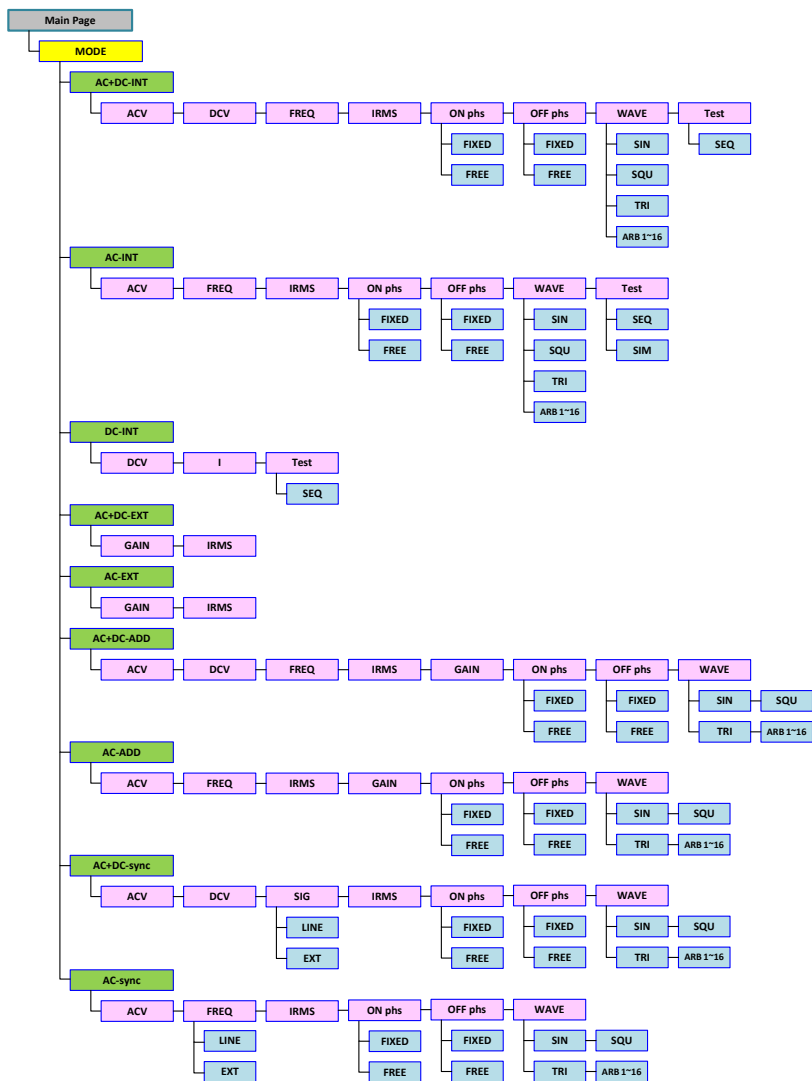 Main Page
MODE
AC+DC-INT
ACV DCV FREQ IRMS ON phs OFF phs WAVE Test
FIXED FIXED SIN SEQ
FREE FREE SQU
TRI
ARB 1~16
AC-INT
ACV FREQ IRMS ON phs OFF phs WAVE Test
FIXED FIXED SIN SEQ
FREE FREE SQU SIM
TRI
ARB 1~16
DC-INT
DCV I Test
SEQ
AC+DC-EXT
GAIN IRMS
AC-EXT
GAIN IRMS
AC+DC-ADD
ACV DCV FREQ IRMS GAIN ON phs OFF phs WAVE
FIXED FIXED SIN SQU
FREE FREE TRI ARB 1~16
AC-ADD
ACV FREQ IRMS GAIN ON phs OFF phs WAVE
FIXED FIXED SIN SQU
FREE FREE TRI ARB 1~16
AC+DC-sync
ACV DCV SIG IRMS ON phs OFF phs WAVE
LINE FIXED FIXED SIN SQU
EXT FREE FREE TRI ARB 1~16
AC-sync
ACV FREQ IRMS ON phs OFF phs WAVE
LINE FIXED FIXED SIN SQU
EXT FREE FREE TRI ARB 1~16